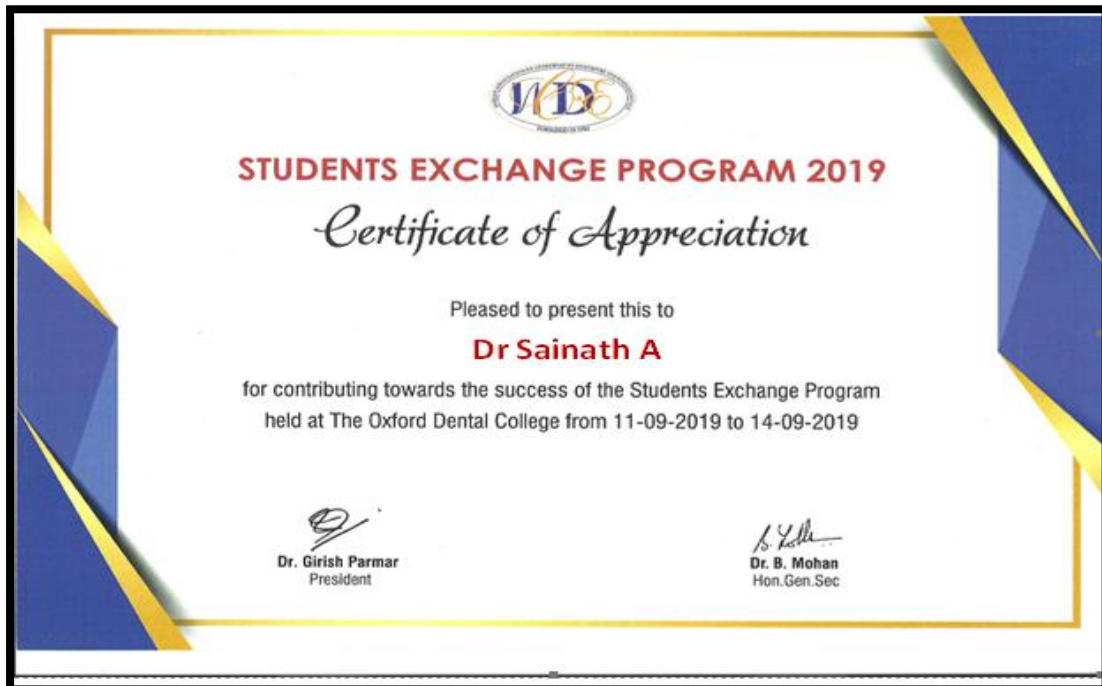 STUDENTS EXCHANGE PROGRAM 2019
Certificate of Appreciation
Pleased to present this to
Dr Sainath A
for contributing towards the success of the Students Exchange Program
held at The Oxford Dental College from 11-09-2019 to 14-09-2019
Dr. Girish Parmar
President
Dr. B. Mohan
Hon.Gen.Sec